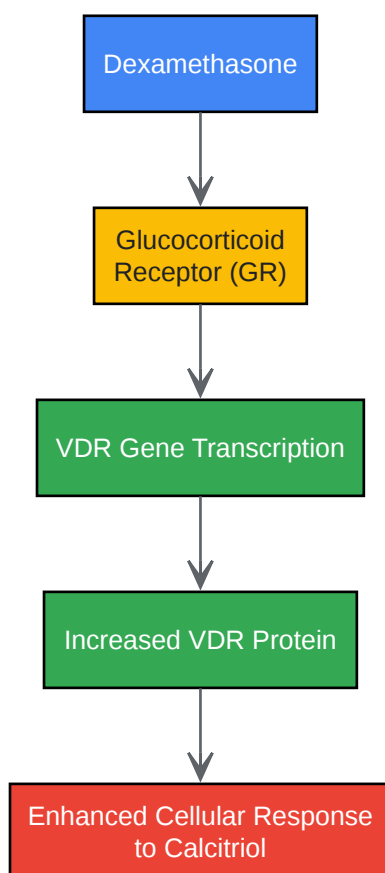 Dexamethasone
Glucocorticoid
Receptor (GR)
VDR Gene Transcription
Increased VDR Protein
Enhanced Cellular Response
to Calcitriol